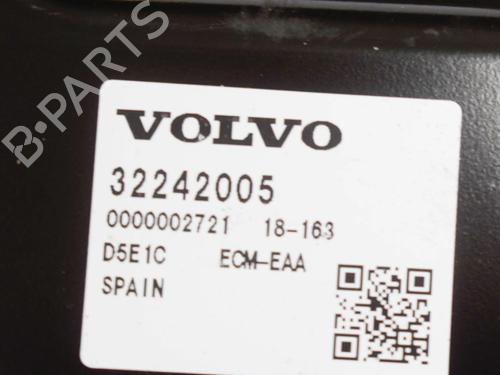 B-PARTS
VOLVO
32242005
0000002721 18-163
D5E1C ECM-EAA
SPAIN